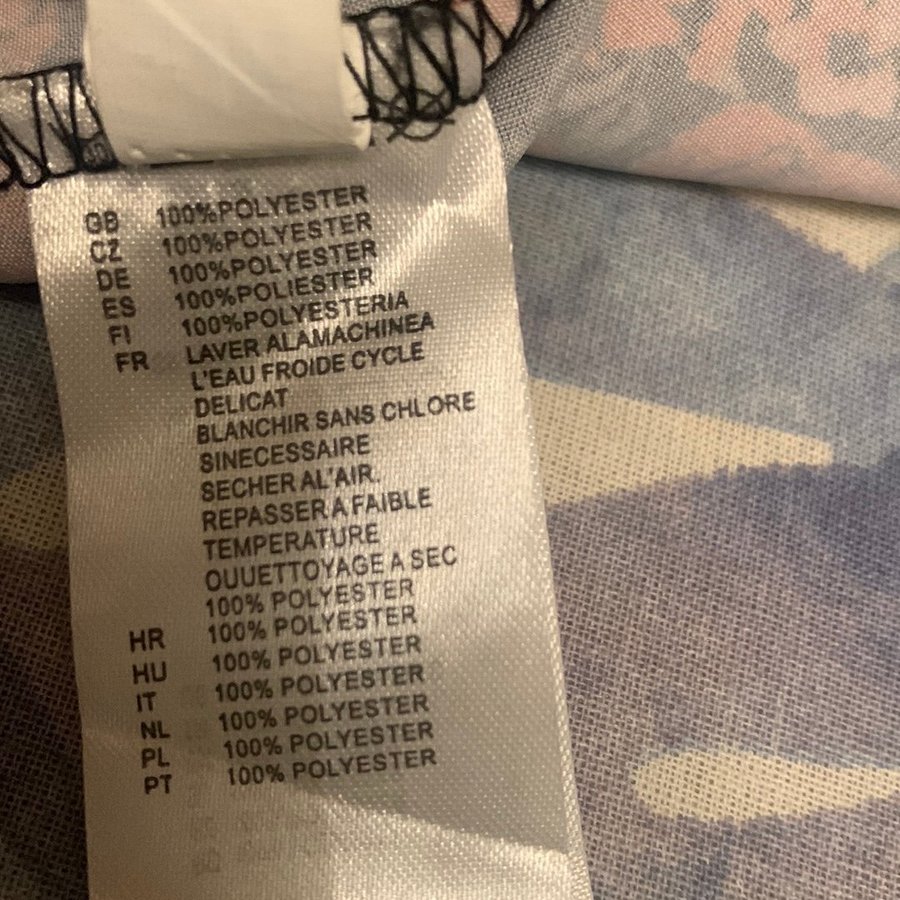 GB 100%POLYESTER
CZ 100%POLYESTER
DE 100%POLYESTER
ES 100%POLIESTER
FI 100%POLYESTERIA
FR LAVER ALAMACHINEA
L'EAU FROIDE CYCLE
DELICAT
BLANCHIR SANS CHLORE
SINECESSAIRE
SECHER AL'AIR.
REPASSER A FAIBLE
TEMPERATURE
OUUETTOYAGE A SEC
100% POLYESTER
HR 100% POLYESTER
HU 100% POLYESTER
IT 100% POLYESTER
NL 100% POLYESTER
PL 100% POLYESTER
PT 100% POLYESTER